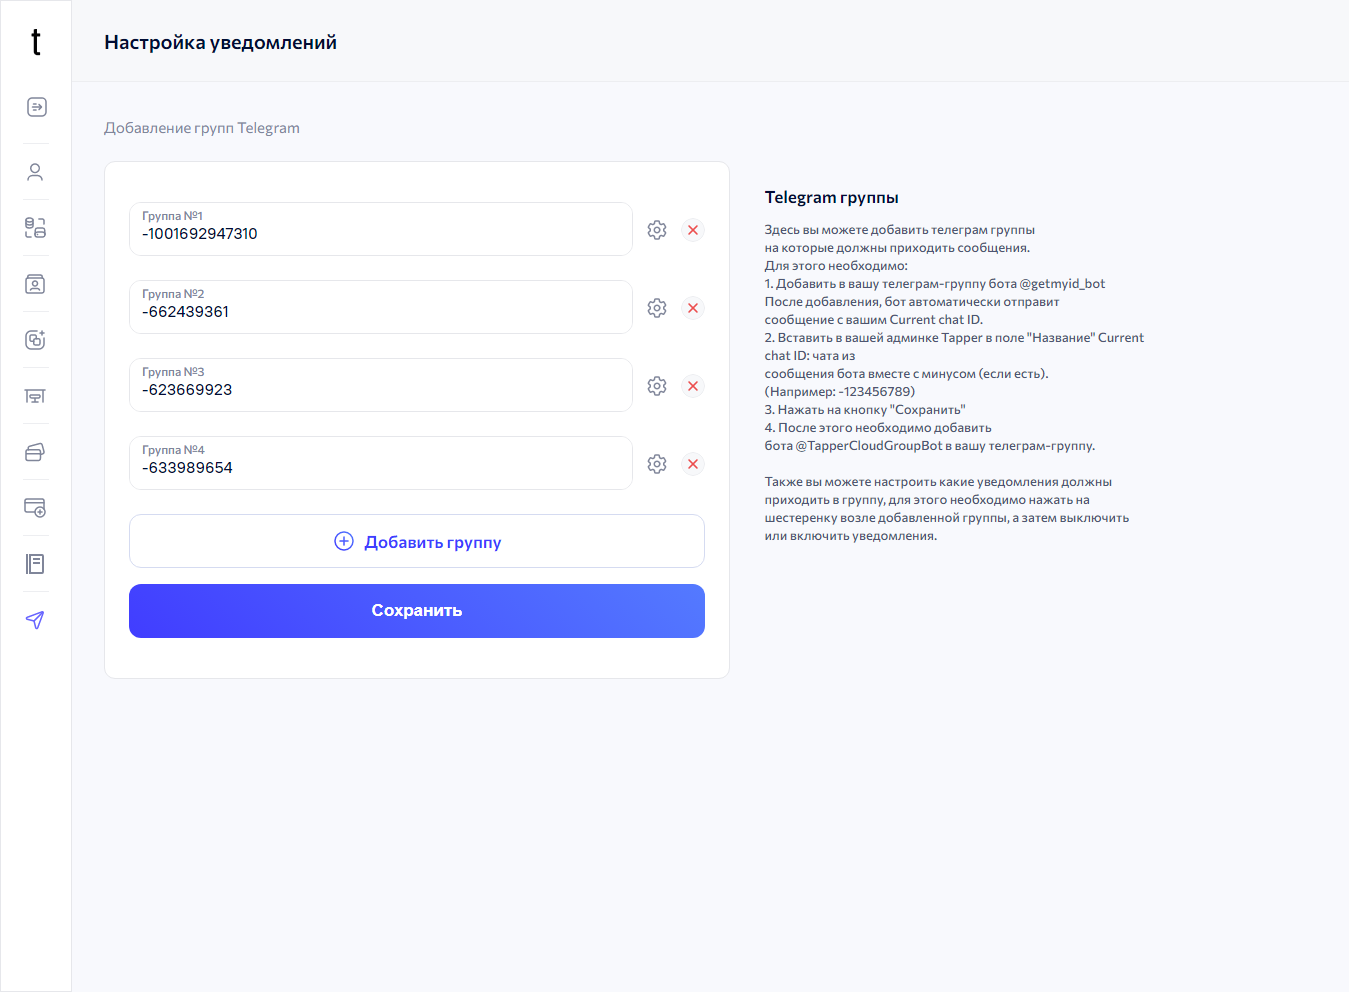 t
Настройка уведомлений
Добавление групп Telegram
Группа №1
-1001692947310
Группа №2
-662439361
Группа №3
-623669923
Группа №4
-633989654
Добавить группу
Сохранить
Telegram группы
Здесь вы можете добавить телеграм группы
на которые должны приходить сообщения.
Для этого необходимо:
1. Добавить в вашу телеграм-группу бота @getmyid_bot
После добавления, бот автоматически отправит
сообщение с вашим Current chat ID.
2. Вставить в вашей админке Tapper в поле "Название" Current
chat ID: чата из
сообщения бота вместе с минусом (если есть).
(Например: -123456789)
3. Нажать на кнопку "Сохранить"
4. После этого необходимо добавить
бота @TapperCloudGroupBot в вашу телеграм-группу.
Также вы можете настроить какие уведомления должны
приходить в группу, для этого необходимо нажать на
шестеренку возле добавленной группы, а затем выключить
или включить уведомления.